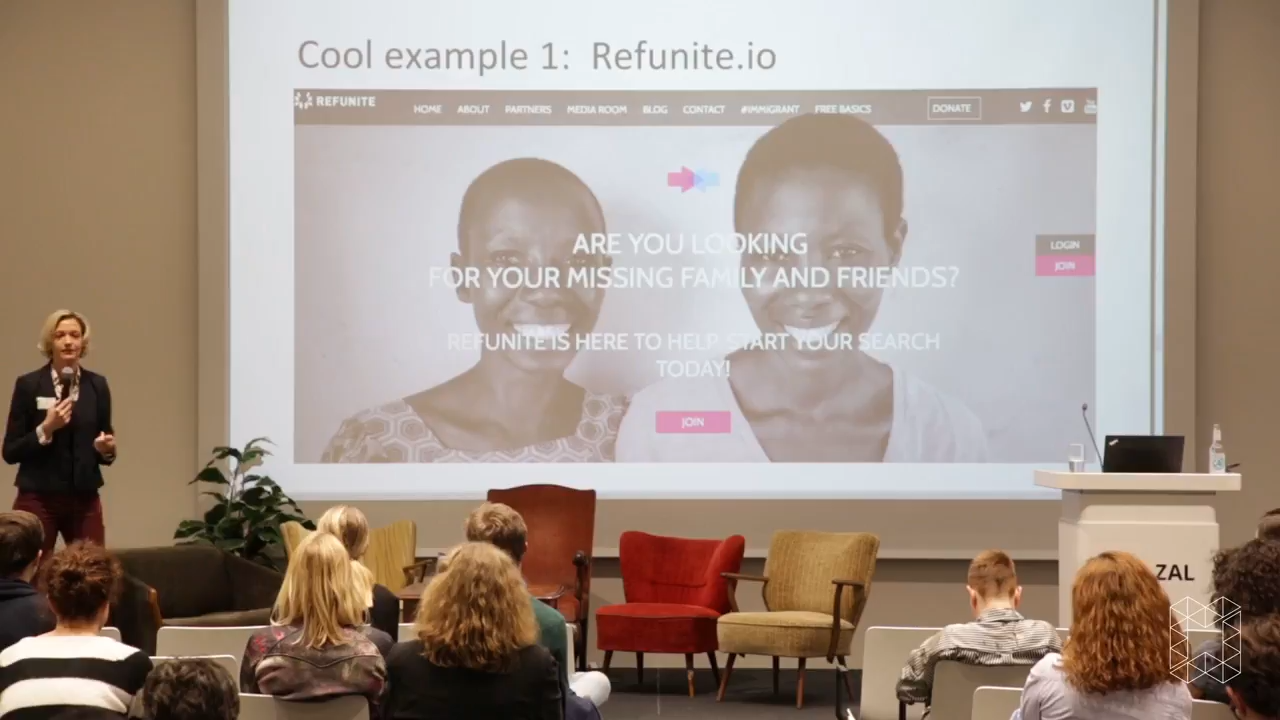 Cool example 1: Refunite.io
REFUNITE
HOME ABOUT PARTNERS MEDIA ROOM BLOG CONTACT #IMMIGRANT FREE BASICS DONATE
ARE YOU LOOKING
FOR YOUR MISSING FAMILY AND FRIENDS?
LOGIN
JOIN
REFUNITE IS HERE TO HELP START YOUR SEARCH
TODAY!
JOIN
ZAL